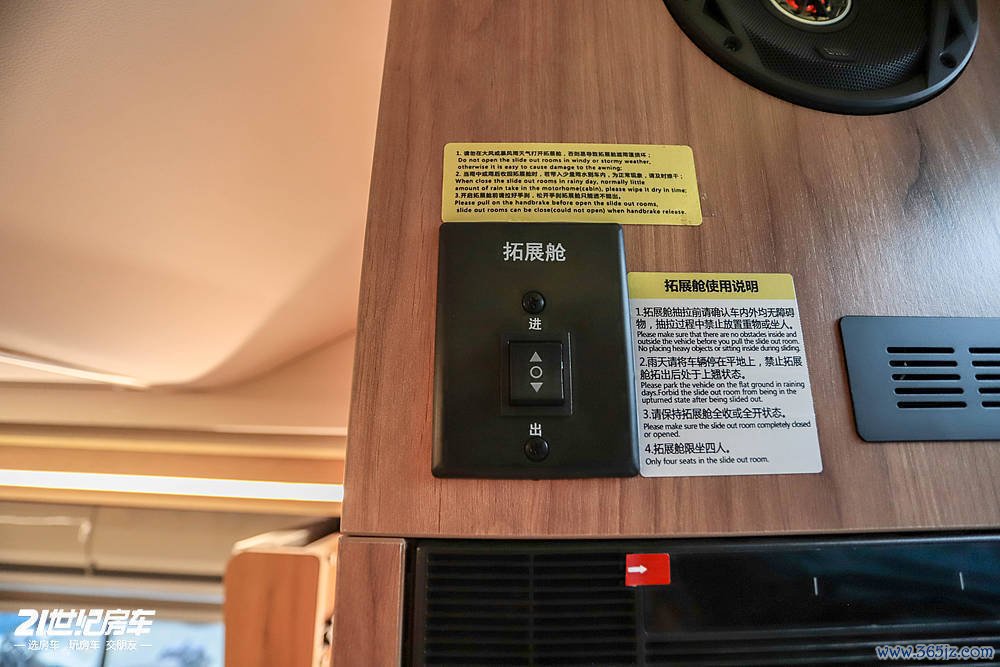 1. 请勿在大风或暴风雨天气打开拓展舱，否则易导致拓展舱篷雨篷损坏；
Do not open the slide out rooms in windy or stormy weather,
otherwise it is easy to cause damage to the awning;
2. 当雨中或雨后收回拓展舱时，若带入少量雨水到车内，为正常现象，请及时擦干；
When close the slide out rooms in rainy day, normally little
amount of rain take in the motorhome(cabin), please wipe it dry in time;
3.开启拓展舱前请拉好手刹，松开手刹拓展舱只能进不能出。
Please pull on the handbrake before open the slide out rooms,
slide out rooms can be close(could not open) when handbrake release.
拓展舱
进
出
拓展舱使用说明
1.拓展舱抽拉前请确认车内外均无障碍
物，抽拉过程中禁止放置重物或坐人。
Please make sure that there are no obstacles inside and
outside the vehicle before you pull the slide out room.
No placing heavy objects or sitting inside during sliding.
2.雨天请将车辆停在平地上，禁止拓展
舱拓出后处于上翘状态。
Please park the vehicle on the flat ground in raining
days.Forbid the slide out room from being in the
upturned state after being slided out.
3.请保持拓展舱全收或全开状态。
Please make sure the slide out room completely closed
or opened.
4.拓展舱限坐四人。
Only four seats in the slide out room.
21世纪房车
选房车 玩房车 交朋友
www.365jz.com